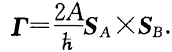 𝜞 = 2A/ħ 𝑺_A × 𝑺_B.